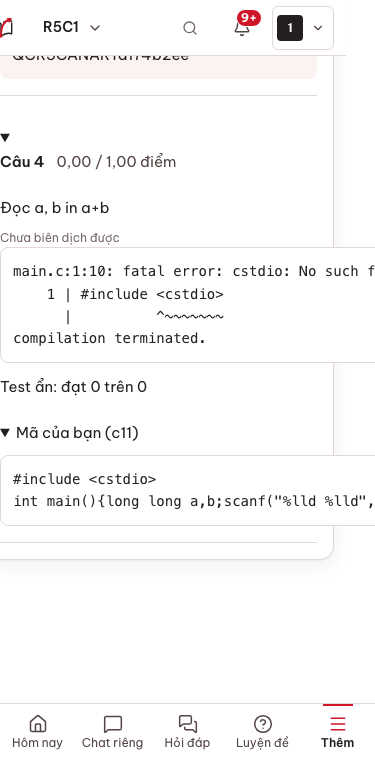 R5C1
9+
1
Câu 4 0,00 / 1,00 điểm
Đọc a, b in a+b
Chưa biên dịch được
main.c:1:10: fatal error: cstdio: No such f
1 | #include <cstdio>
| ^~~~~~~~
compilation terminated.
Test ẩn: đạt 0 trên 0
▼ Mã của bạn (c11)
#include <cstdio>
int main(){long long a,b;scanf("%lld %lld",
Hôm nay
Chat riêng
Hỏi đáp
Luyện đề
Thêm